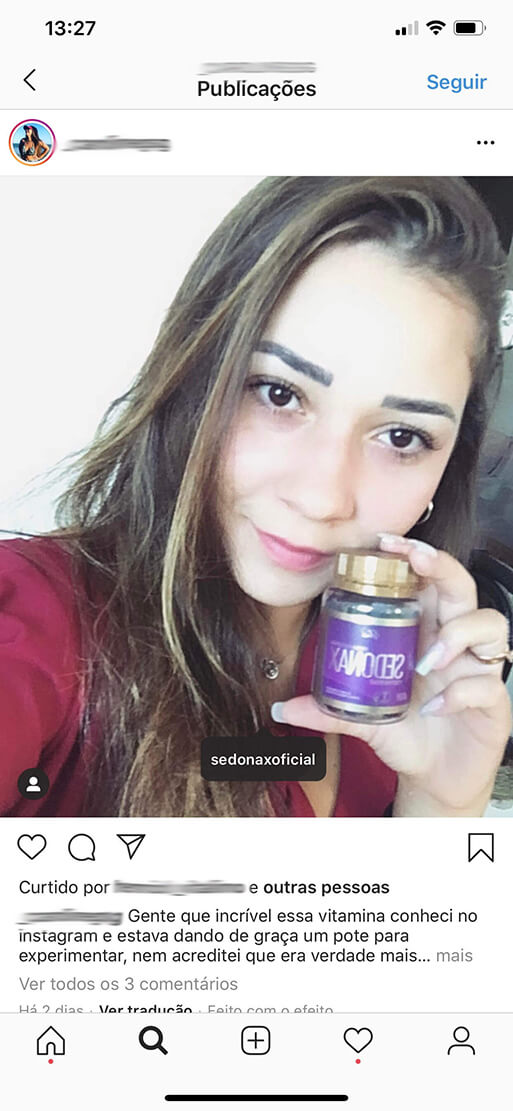 13:27
Publicações
Seguir
SEDONAX
sedonaxoficial
Curtido por e outras pessoas
Gente que incrível essa vitamina conheci no
instagram e estava dando de graça um pote para
experimentar, nem acreditei que era verdade mais... mais
Ver todos os 3 comentários
Há 2 dias · Ver tradução · Feito com o efeito